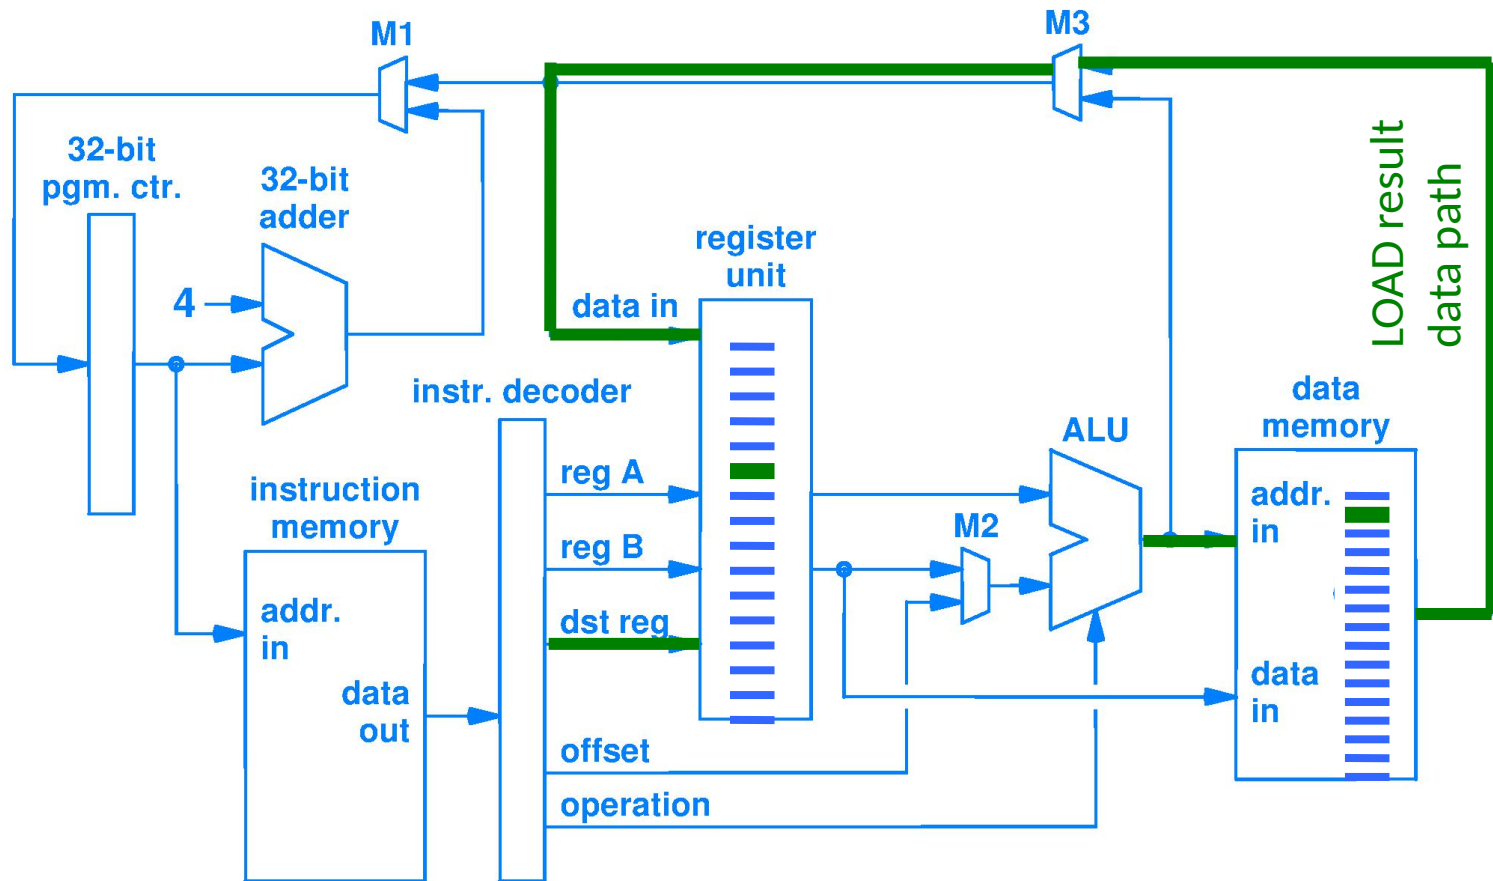 M1
M3
32-bit
pgm. ctr.
32-bit
adder
4
register
unit
data in
LOAD result
data path
instr. decoder
data
memory
ALU
reg A
instruction
memory
addr.
in
M2
reg B
addr.
in
dst reg
data
out
data
in
offset
operation